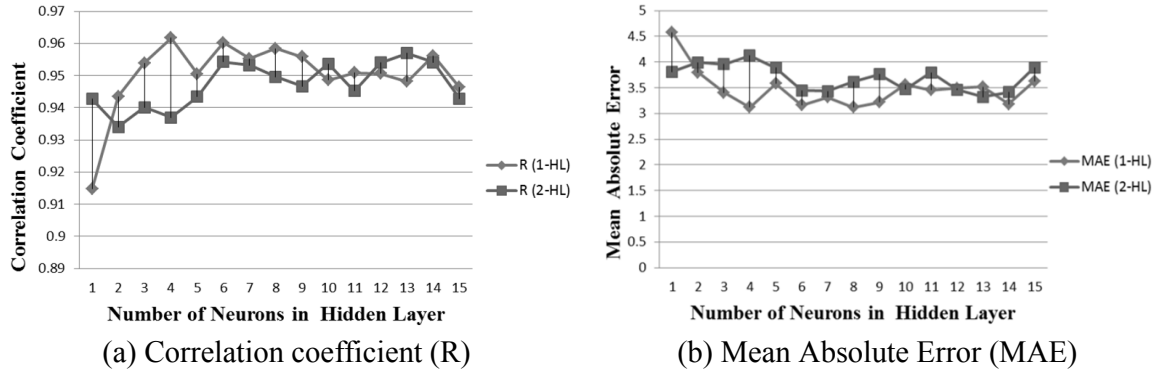 Correlation Coefficient
0.97
0.96
0.95
0.94
0.93
0.92
0.91
0.9
0.89
1 2 3 4 5 6 7 8 9 10 11 12 13 14 15
Number of Neurons in Hidden Layer
R (1-HL)
R (2-HL)
(a) Correlation coefficient (R)
Mean Absolute Error
5
4.5
4
3.5
3
2.5
2
1.5
1
0.5
0
1 2 3 4 5 6 7 8 9 10 11 12 13 14 15
Number of Neurons in Hidden Layer
MAE (1-HL)
MAE (2-HL)
(b) Mean Absolute Error (MAE)